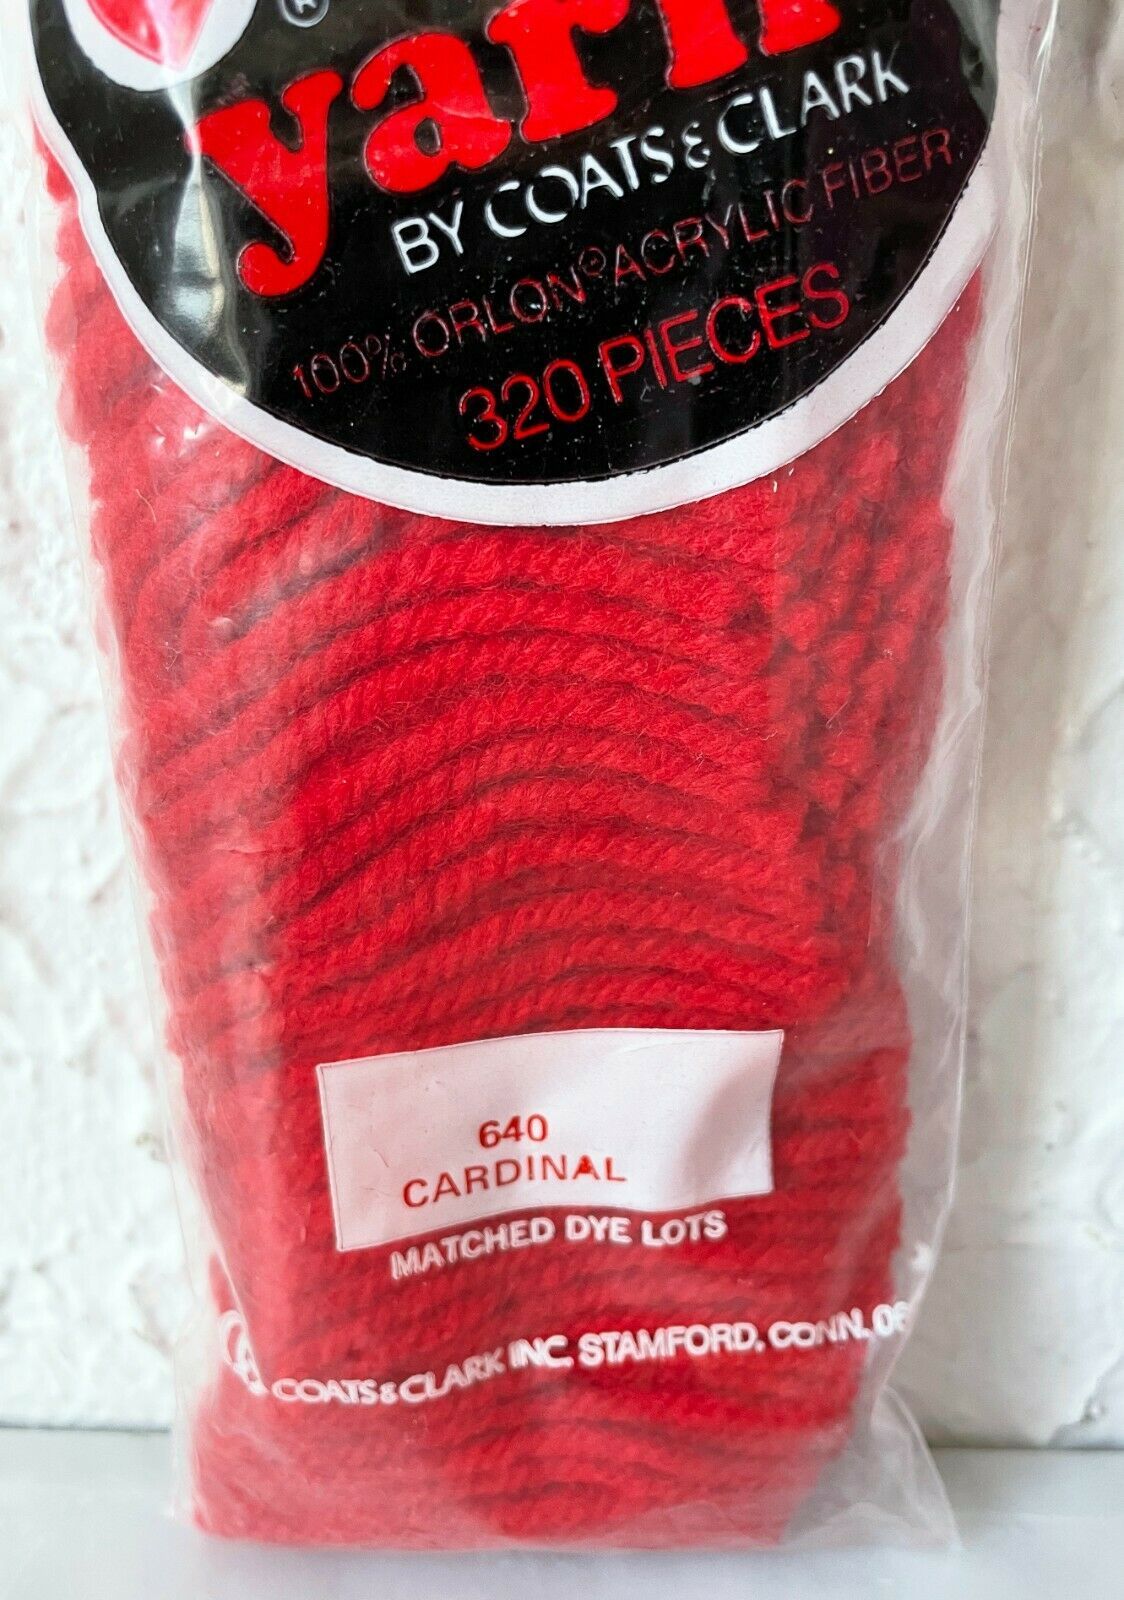 ®
yarn
BY COATS & CLARK
100% ORLON® ACRYLIC FIBER
320 PIECES
640
CARDINAL
MATCHED DYE LOTS
COATS & CLARK INC. STAMFORD, CONN. 06